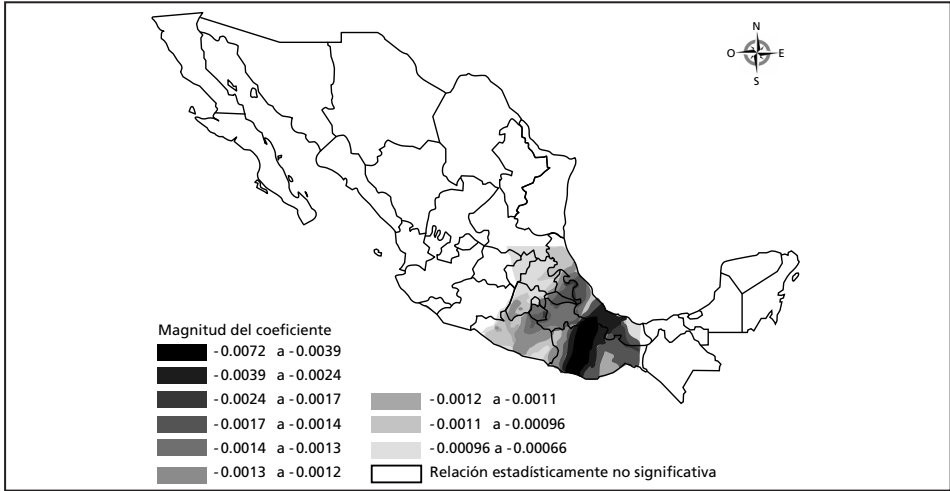 N
O
E
S
Magnitud del coeficiente
-0.0072 a -0.0039
-0.0039 a -0.0024
-0.0024 a -0.0017
-0.0017 a -0.0014
-0.0014 a -0.0013
-0.0013 a -0.0012
-0.0012 a -0.0011
-0.0011 a -0.00096
-0.00096 a -0.00066
Relación estadísticamente no significativa